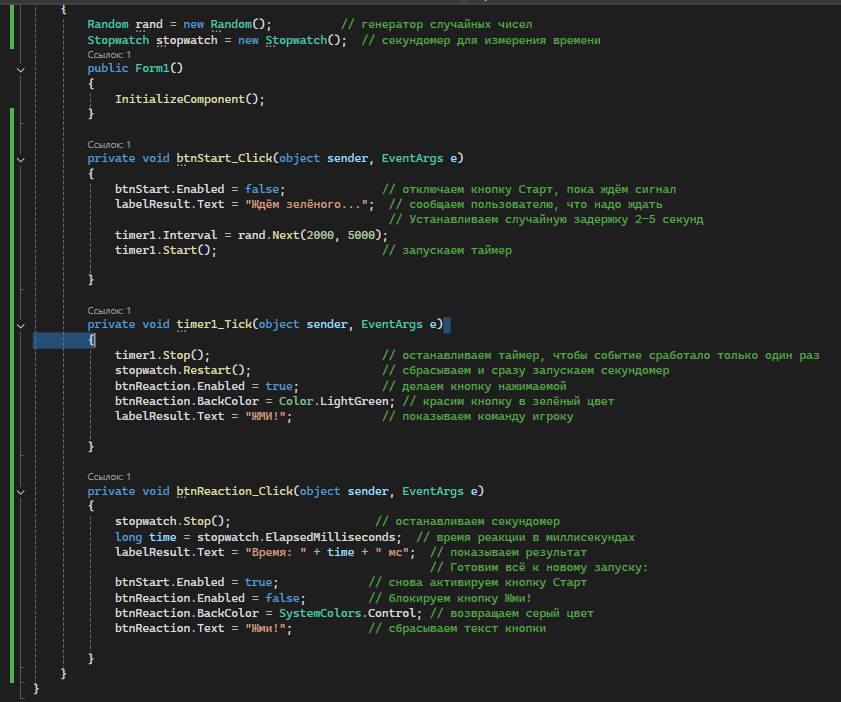 {
Random rand = new Random();          // генератор случайных чисел
Stopwatch stopwatch = new Stopwatch();  // секундомер для измерения времени
Ссылок: 1
public Form1()
{
InitializeComponent();
}
Ссылок: 1
private void btnStart_Click(object sender, EventArgs e)
{
btnStart.Enabled = false;              // отключаем кнопку Старт, пока ждём сигнал
labelResult.Text = "Ждём зелёного...";  // сообщаем пользователю, что надо ждать
// Устанавливаем случайную задержку 2–5 секунд
timer1.Interval = rand.Next(2000, 5000);
timer1.Start();                        // запускаем таймер
}
Ссылок: 1
private void timer1_Tick(object sender, EventArgs e)
{
timer1.Stop();                         // останавливаем таймер, чтобы событие сработало только один раз
stopwatch.Restart();                   // сбрасываем и сразу запускаем секундомер
btnReaction.Enabled = true;            // делаем кнопку нажимаемой
btnReaction.BackColor = Color.LightGreen; // красим кнопку в зелёный цвет
labelResult.Text = "ЖМИ!";             // показываем команду игроку
}
Ссылок: 1
private void btnReaction_Click(object sender, EventArgs e)
{
stopwatch.Stop();                     // останавливаем секундомер
long time = stopwatch.ElapsedMilliseconds;  // время реакции в миллисекундах
labelResult.Text = "Время: " + time + " мс";  // показываем результат
// Готовим всё к новому запуску:
btnStart.Enabled = true;             // снова активируем кнопку Старт
btnReaction.Enabled = false;         // блокируем кнопку Жми!
btnReaction.BackColor = SystemColors.Control; // возвращаем серый цвет
btnReaction.Text = "Жми!";           // сбрасываем текст кнопки
}
}
}